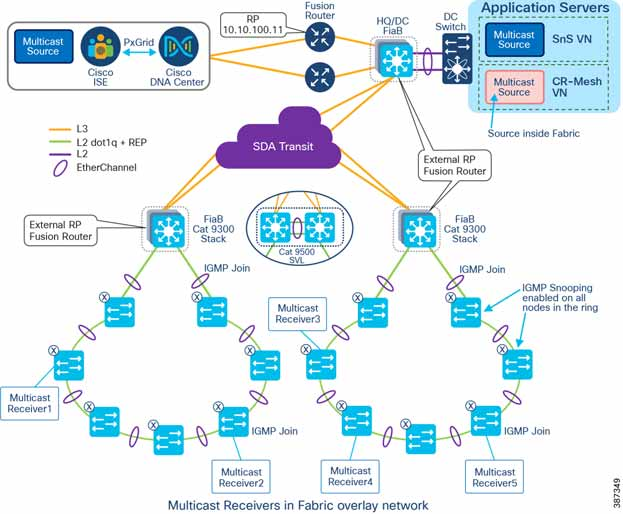 Multicast
Source
Cisco
ISE
PxGrid
Cisco
DNA Center
RP
10.10.100.11
Fusion
Router
HQ/DC
FiaB
DC
Switch
Application Servers
Multicast
Source
SnS VN
Multicast
Source
CR-Mesh
VN
Source inside Fabric
L3
L2 dot1q + REP
L2
EtherChannel
SDA Transit
External RP
Fusion Router
External RP
Fusion Router
FiaB
Cat 9300
Stack
Cat 9500
SVL
FiaB
Cat 9300
Stack
IGMP Join
IGMP Join
IGMP Snooping
enabled on all
nodes in the ring
X
X
X
X
X
X
X
X
X
X
X
X
X
X
Multicast
Receiver3
Multicast
Receiver1
IGMP Join
IGMP Join
Multicast
Receiver2
Multicast
Receiver4
Multicast
Receiver5
Multicast Receivers in Fabric overlay network
387349